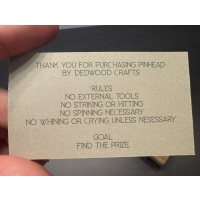 THANK YOU FOR PURCHASING PINHEAD
BY DEDWOOD CRAFTS
RULES
NO EXTERNAL TOOLS
NO STRIKING OR HITTING
NO SPINNING NECESSARY
NO WHINING OR CRYING UNLESS NESESSARY
GOAL
FIND THE PRIZE